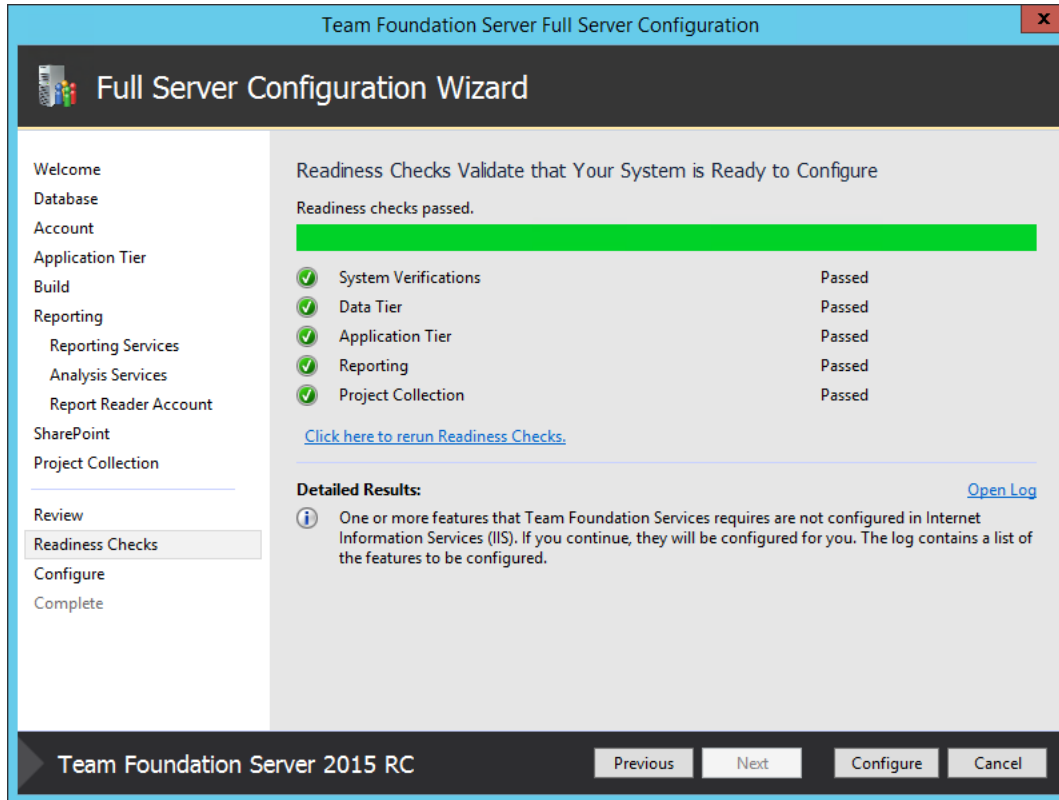 Team Foundation Server Full Server Configuration
x
Full Server Configuration Wizard
Welcome
Database
Account
Application Tier
Build
Reporting
Reporting Services
Analysis Services
Report Reader Account
SharePoint
Project Collection
Review
Readiness Checks
Configure
Complete
Readiness Checks Validate that Your System is Ready to Configure
Readiness checks passed.
System Verifications Passed
Data Tier Passed
Application Tier Passed
Reporting Passed
Project Collection Passed
Click here to rerun Readiness Checks.
Detailed Results: Open Log
One or more features that Team Foundation Services requires are not configured in Internet
Information Services (IIS). If you continue, they will be configured for you. The log contains a list of
the features to be configured.
Team Foundation Server 2015 RC
Previous Next Configure Cancel